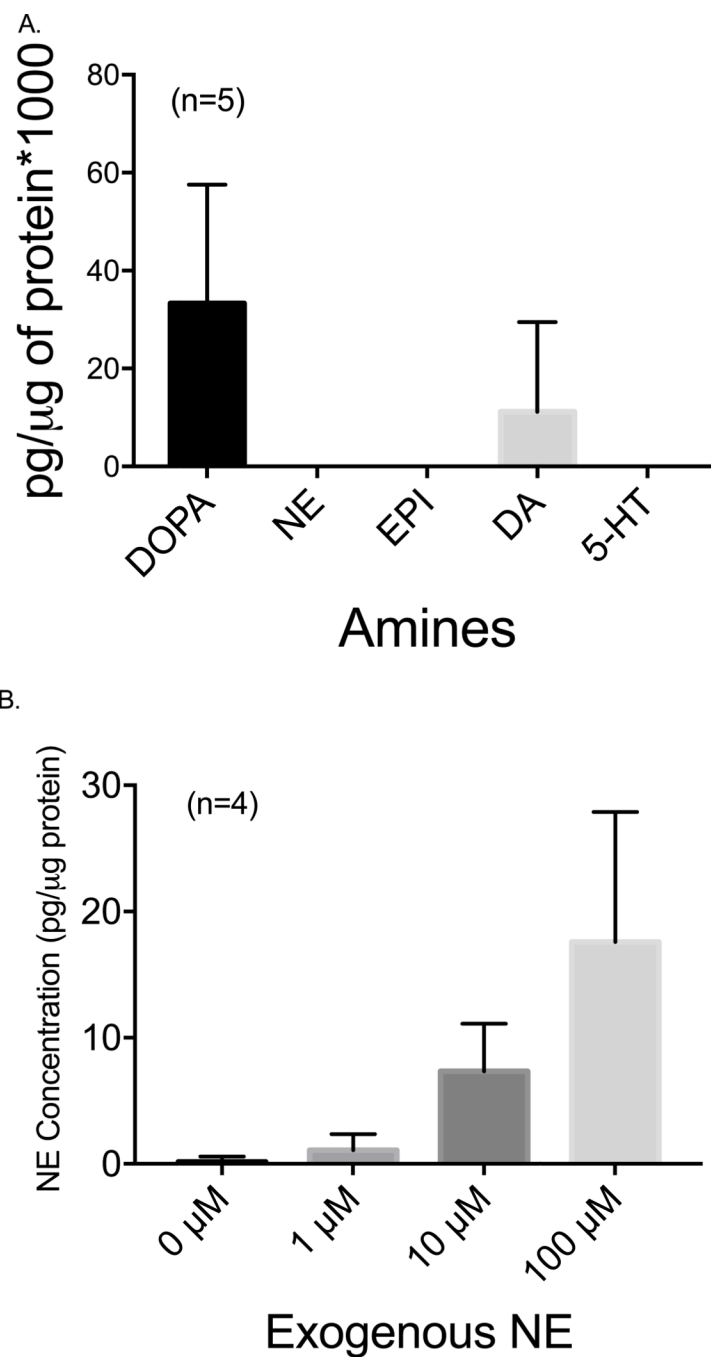 A.
pg/µg of protein*1000
80
60
40
20
0
(n=5)
DOPA
NE
EPI
DA
5-HT
Amines
B.
NE Concentration (pg/µg protein)
30
20
10
0
(n=4)
0 µM
1 µM
10 µM
100 µM
Exogenous NE